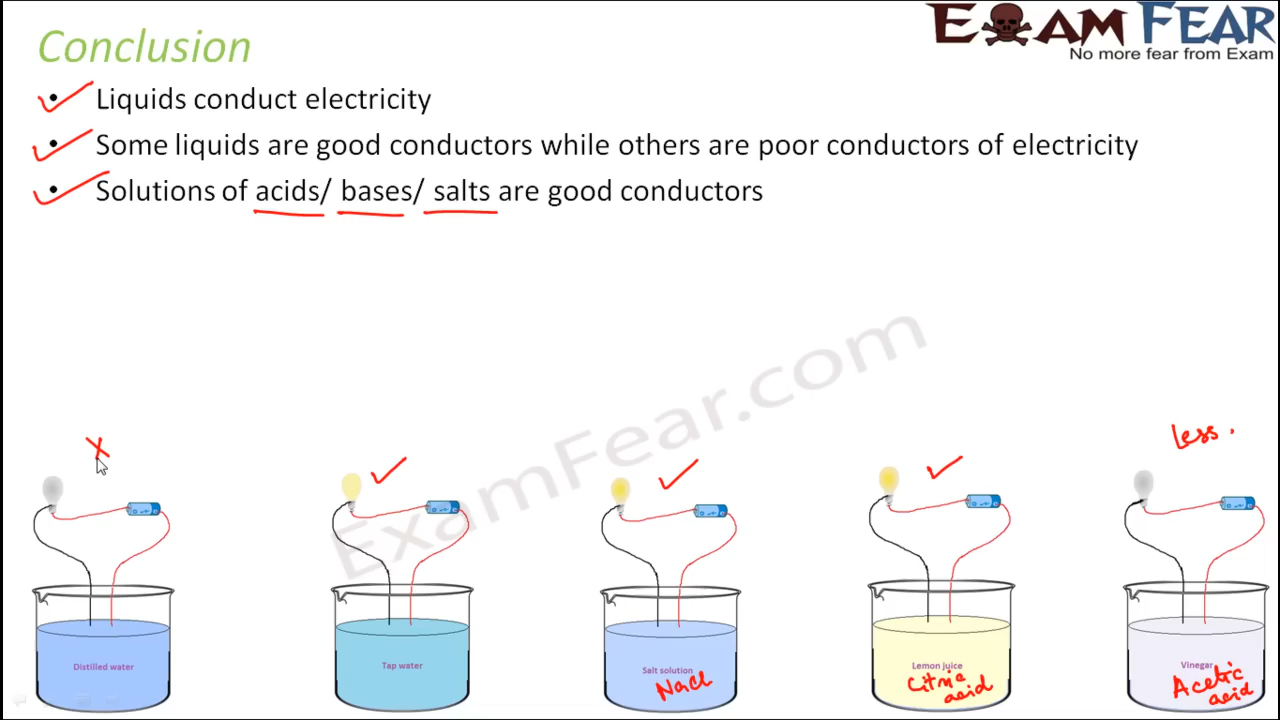 EXAM FEAR
No more fear from Exam
Conclusion
• Liquids conduct electricity
• Some liquids are good conductors while others are poor conductors of electricity
• Solutions of acids/ bases/ salts are good conductors
ExamFear.com
less.
Distilled water
Tap water
Salt solution
NaCl
Lemon juice
Citric
acid
Vinegar
Acetic
acid